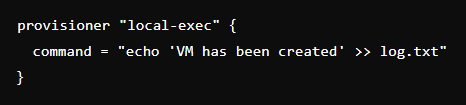 provisioner "local-exec" {
  command = "echo 'VM has been created' >> log.txt"
}